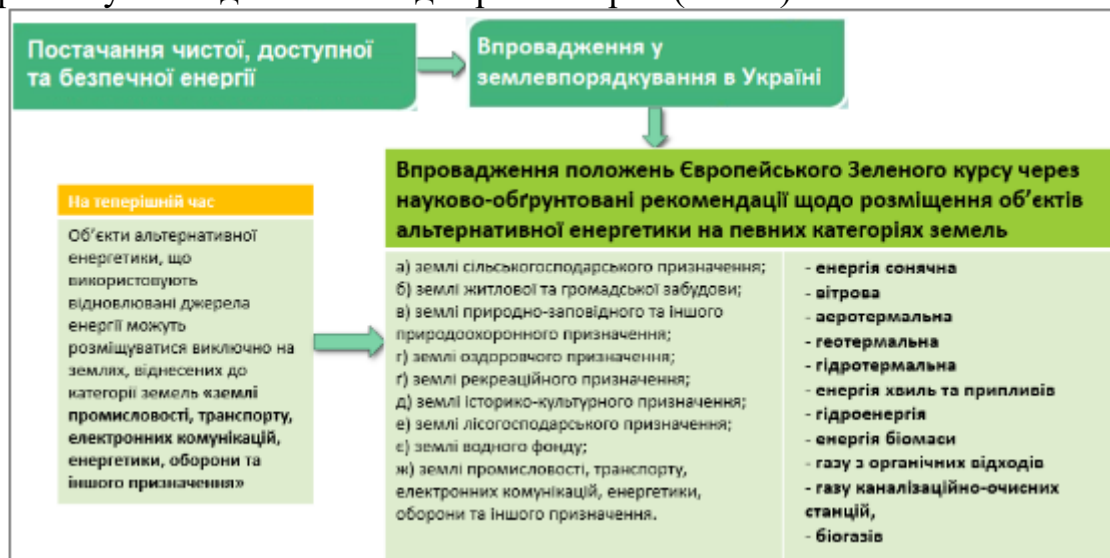 Постачання чистої, доступної
та безпечної енергії
Впровадження у
землевпорядкування в Україні
Впровадження положень Європейського Зеленого курсу через
науково-обґрунтовані рекомендації щодо розміщення об’єктів
альтернативної енергетики на певних категоріях земель
На теперішній час
Об’єкти альтернативної
енергетики, що
використовують
відновлювані джерела
енергії можуть
розміщуватися виключно на
землях, віднесених до
категорії земель «землі
промисловості, транспорту,
електронних комунікацій,
енергетики, оборони та
іншого призначення»
а) землі сільськогосподарського призначення;
б) землі житлової та громадської забудови;
в) землі природно-заповідного та іншого
природоохоронного призначення;
г) землі оздоровчого призначення;
ґ) землі рекреаційного призначення;
д) землі історико-культурного призначення;
е) землі лісогосподарського призначення;
є) землі водного фонду;
ж) землі промисловості, транспорту,
електронних комунікацій, енергетики,
оборони та іншого призначення.
- енергія сонячна
- вітрова
- аеротермальна
- геотермальна
- гідротермальна
- енергія хвиль та припливів
- гідроенергія
- енергія біомаси
- газу з органічних відходів
- газу каналізаційно-очисних
станцій,
- біогазів